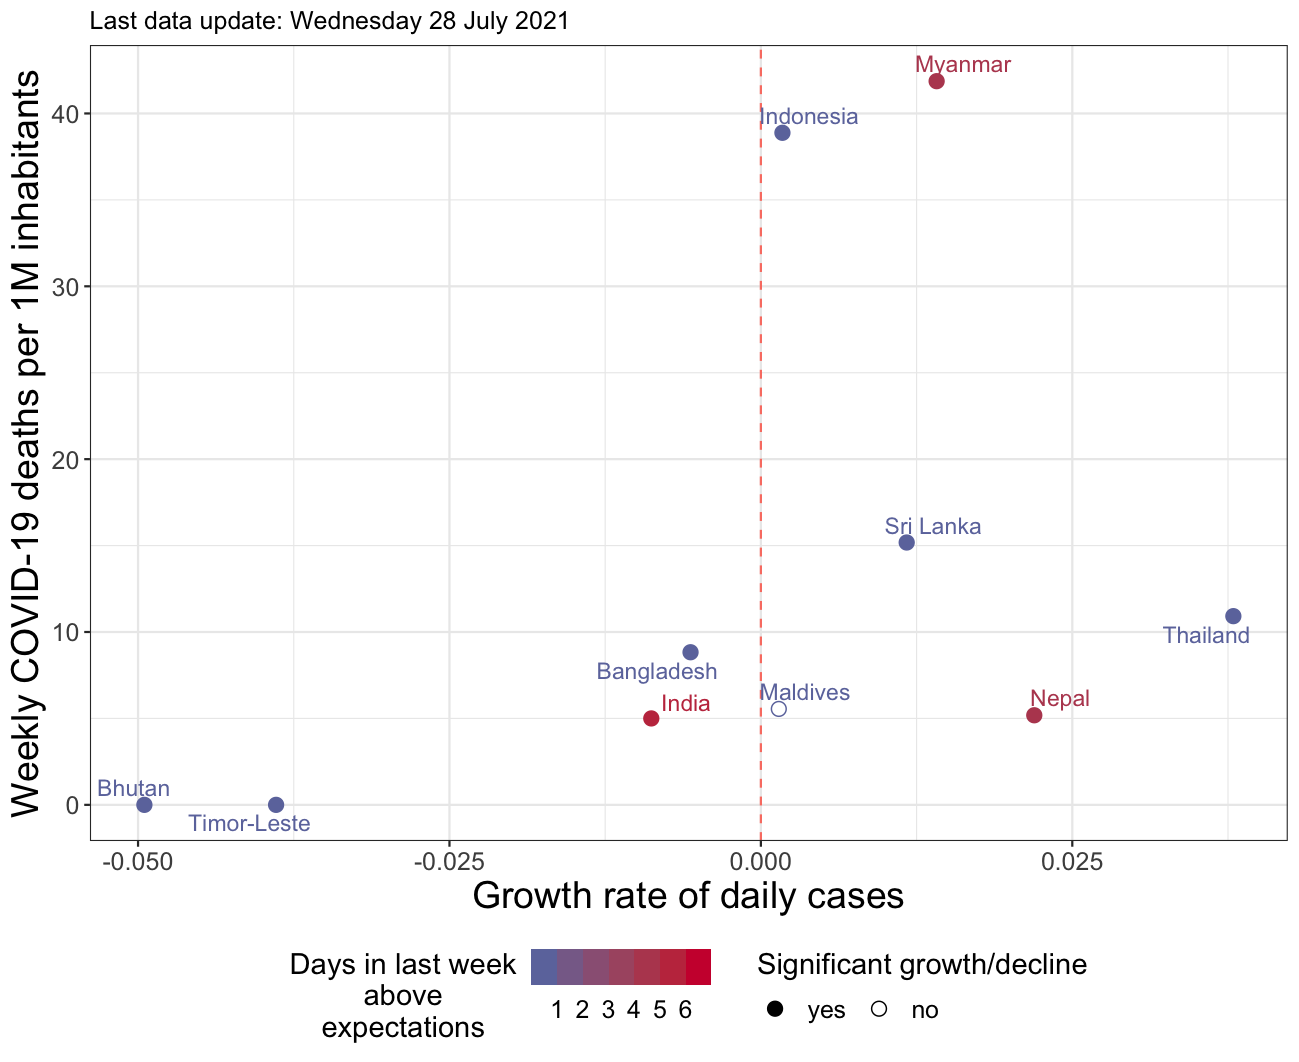 Last data update: Wednesday 28 July 2021
Weekly COVID-19 deaths per 1M inhabitants
40
30
20
10
0
Myanmar
Indonesia
Sri Lanka
Thailand
Bangladesh
Maldives
India
Nepal
Bhutan
Timor-Leste
-0.050 -0.025 0.000 0.025
Growth rate of daily cases
Days in last week
above
expectations
1 2 3 4 5 6
Significant growth/decline
yes no